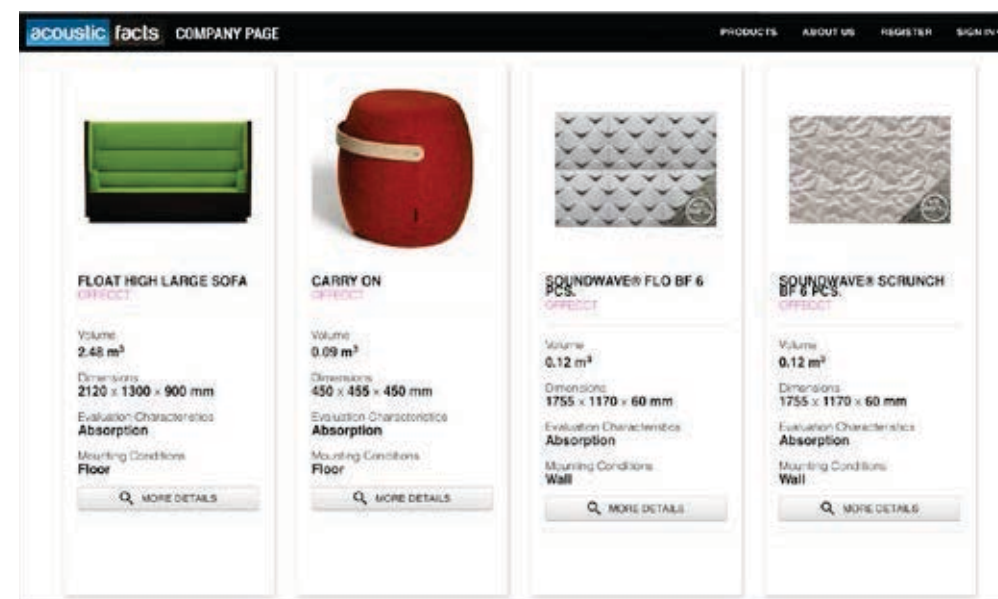 acoustic facts COMPANY PAGE
PRODUCTS ABOUT US REGISTER SIGN IN
FLOAT HIGH LARGE SOFA
OFFECCT
Volume
2.48 m³
Dimensions
2120 x 1300 x 900 mm
Evaluation Characteristics
Absorption
Mounting Conditions
Floor
MORE DETAILS
CARRY ON
OFFECCT
Volume
0.09 m³
Dimensions
450 x 455 x 450 mm
Evaluation Characteristics
Absorption
Mounting Conditions
Floor
MORE DETAILS
SOUNDWAVE® FLO BF 6
PCS.
OFFECCT
Volume
0.12 m³
Dimensions
1755 x 1170 x 60 mm
Evaluation Characteristics
Absorption
Mounting Conditions
Wall
MORE DETAILS
SOUNDWAVE® SCRUNCH
BF 6 PCS.
OFFECCT
Volume
0.12 m³
Dimensions
1755 x 1170 x 60 mm
Evaluation Characteristics
Absorption
Mounting Conditions
Wall
MORE DETAILS